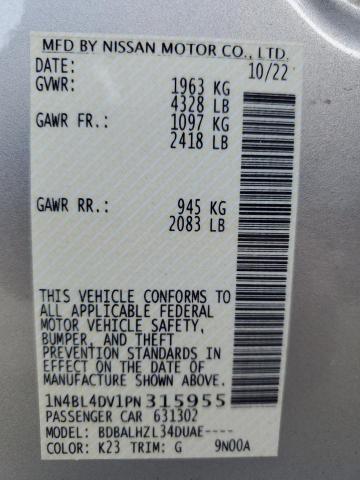 MFD BY NISSAN MOTOR CO., LTD.
DATE: 10/22
GVWR: 1963 KG
4328 LB
GAWR FR.: 1097 KG
2418 LB
GAWR RR.: 945 KG
2083 LB
THIS VEHICLE CONFORMS TO
ALL APPLICABLE FEDERAL
MOTOR VEHICLE SAFETY,
BUMPER, AND THEFT
PREVENTION STANDARDS IN
EFFECT ON THE DATE OF
MANUFACTURE SHOWN ABOVE.
1N4BL4DV1PN315955
PASSENGER CAR 631302
MODEL: BDBALHZL34DUAE----
COLOR: K23 TRIM: G 9N00A